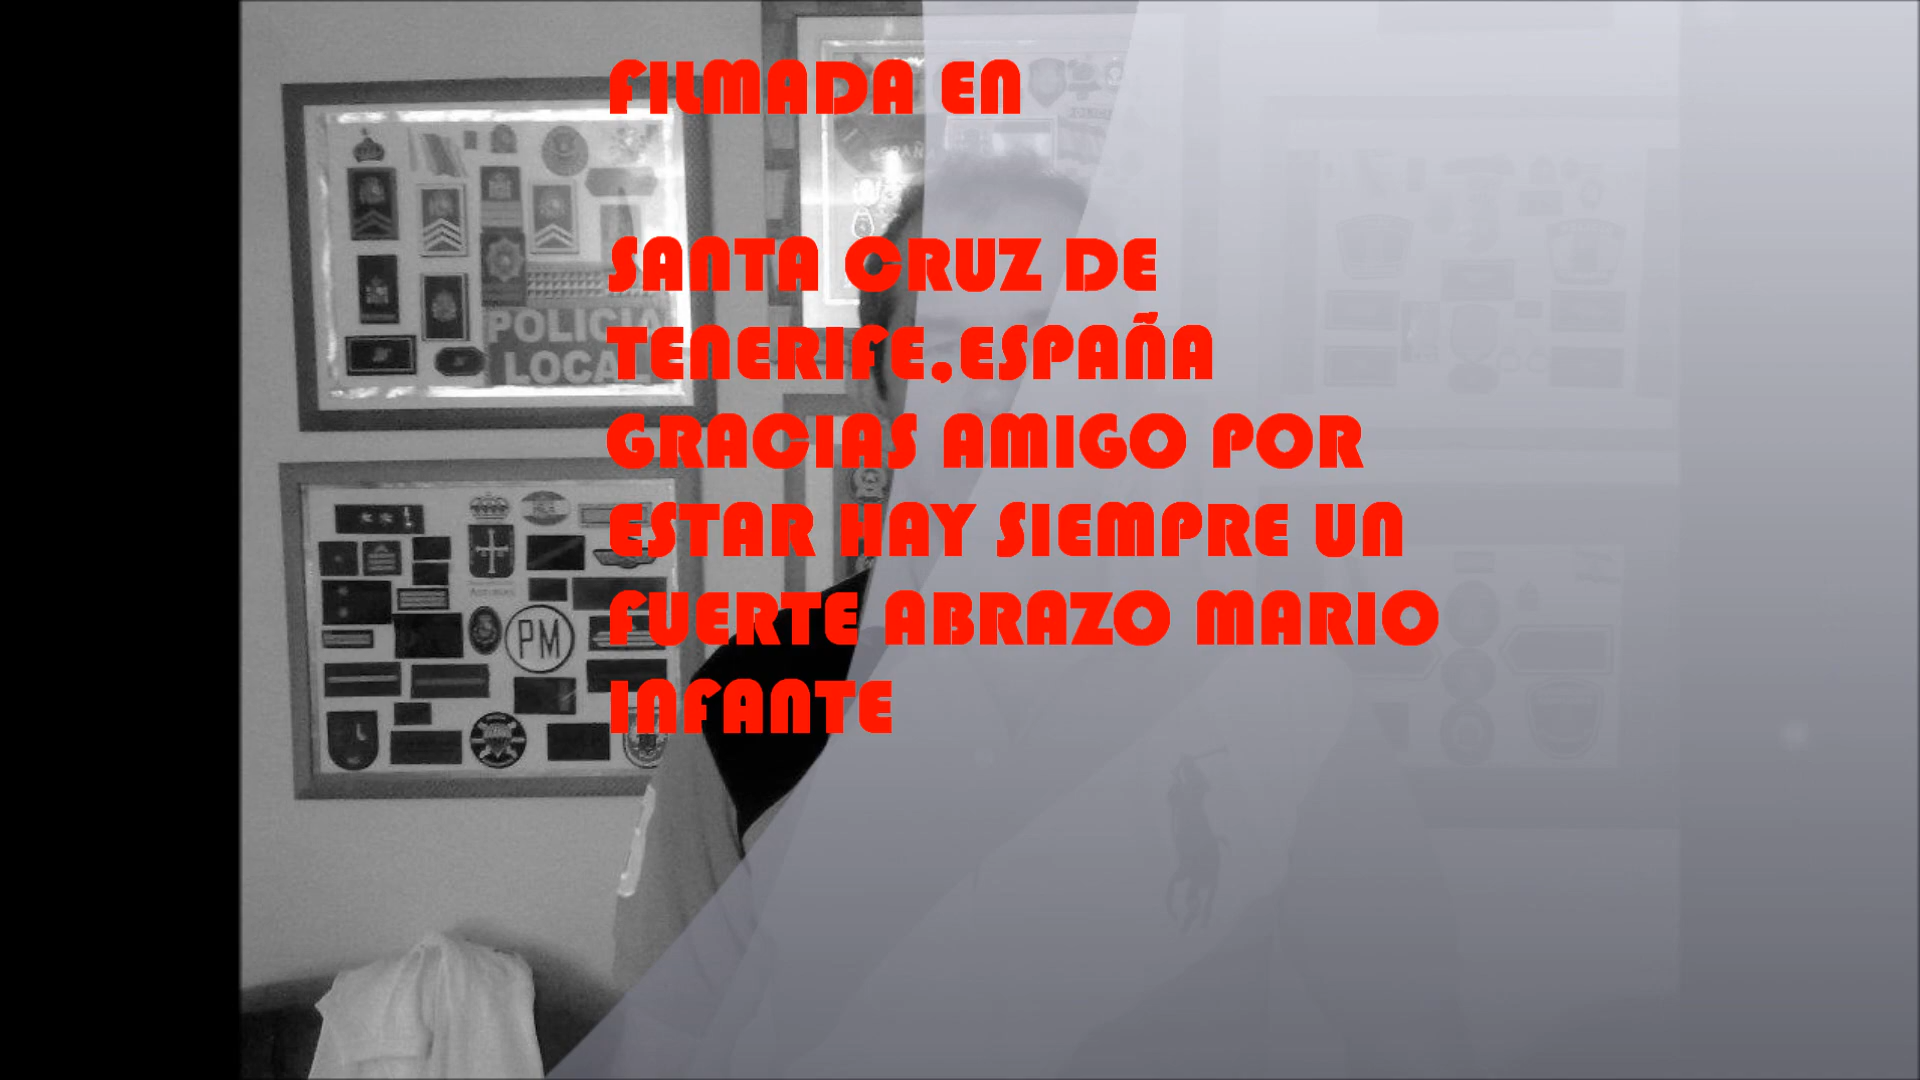 FILMADA EN
SANTA CRUZ DE
TENERIFE,ESPAÑA
GRACIAS AMIGO POR
ESTAR HAY SIEMPRE UN
FUERTE ABRAZO MARIO
INFANTE
POLICIA
LOCAL
PM
ESPAÑA